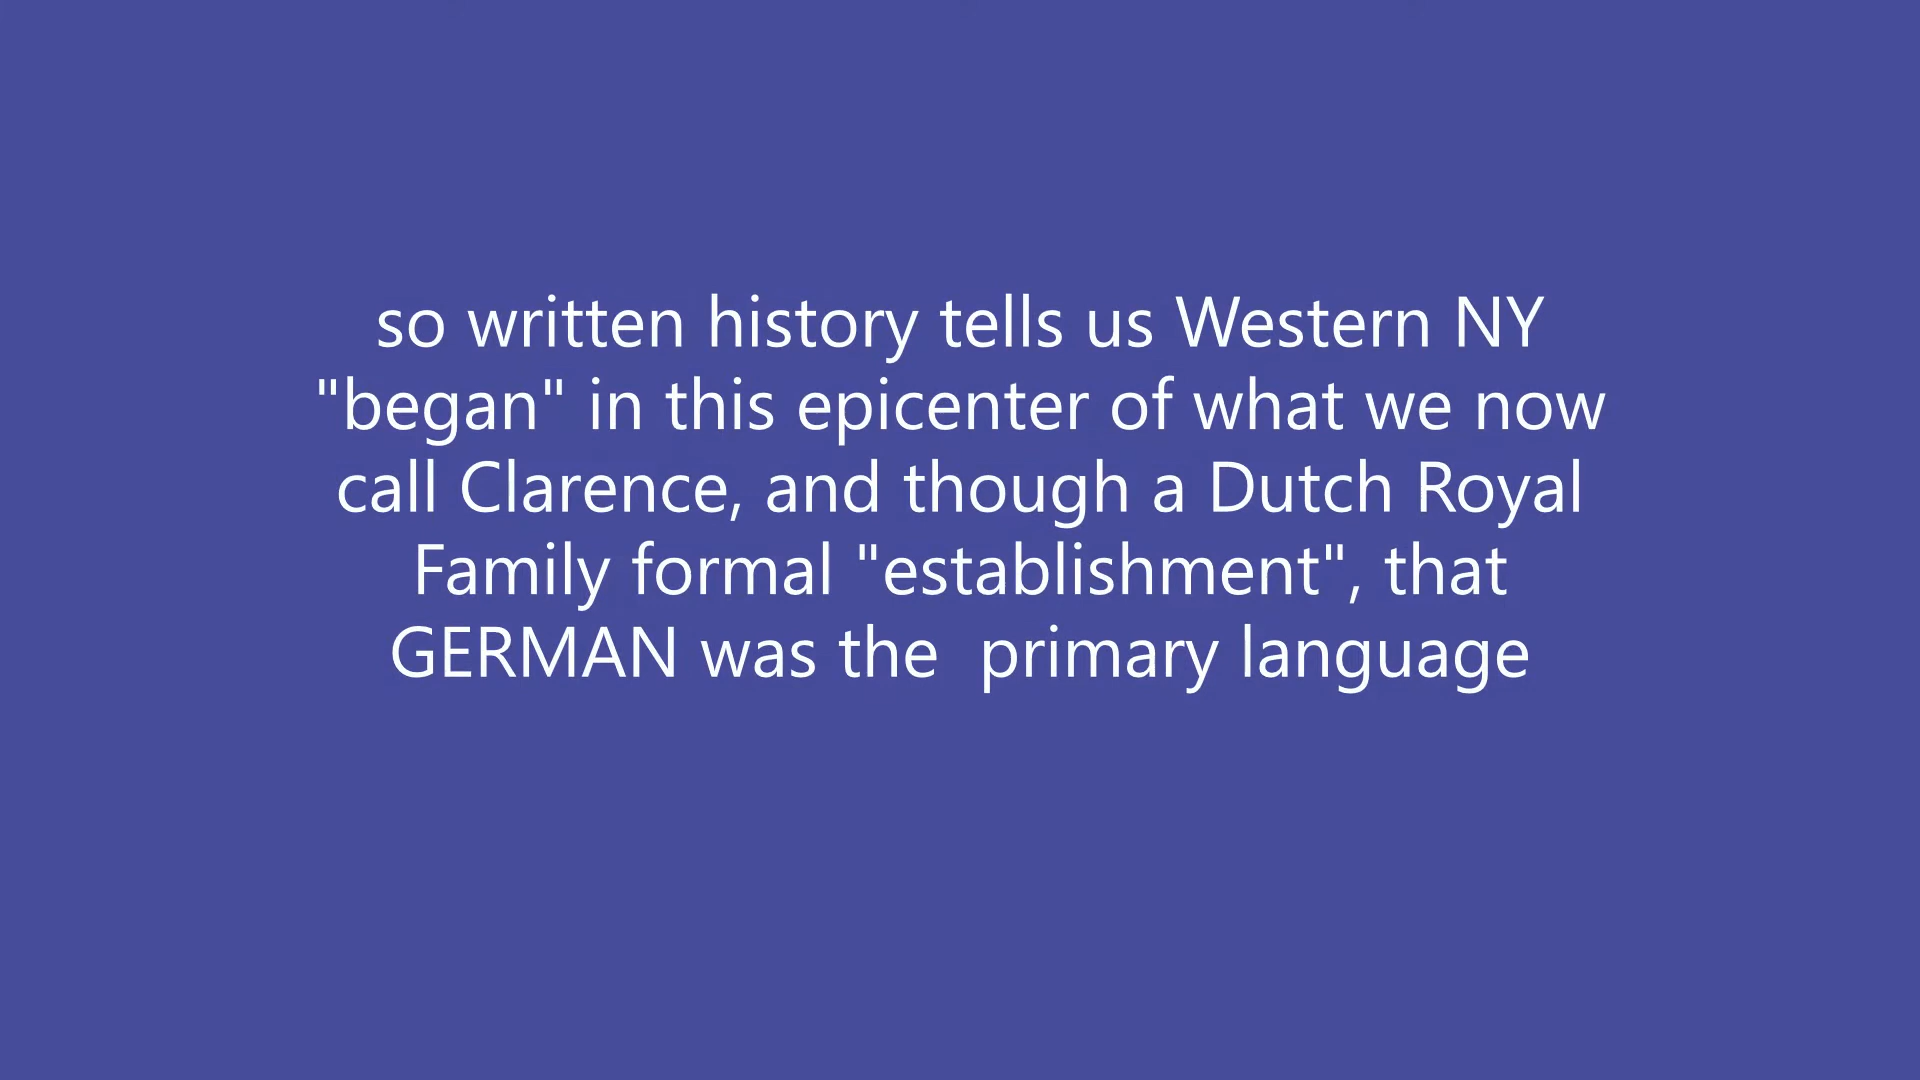 so written history tells us Western NY
"began" in this epicenter of what we now
call Clarence, and though a Dutch Royal
Family formal "establishment", that
GERMAN was the  primary language